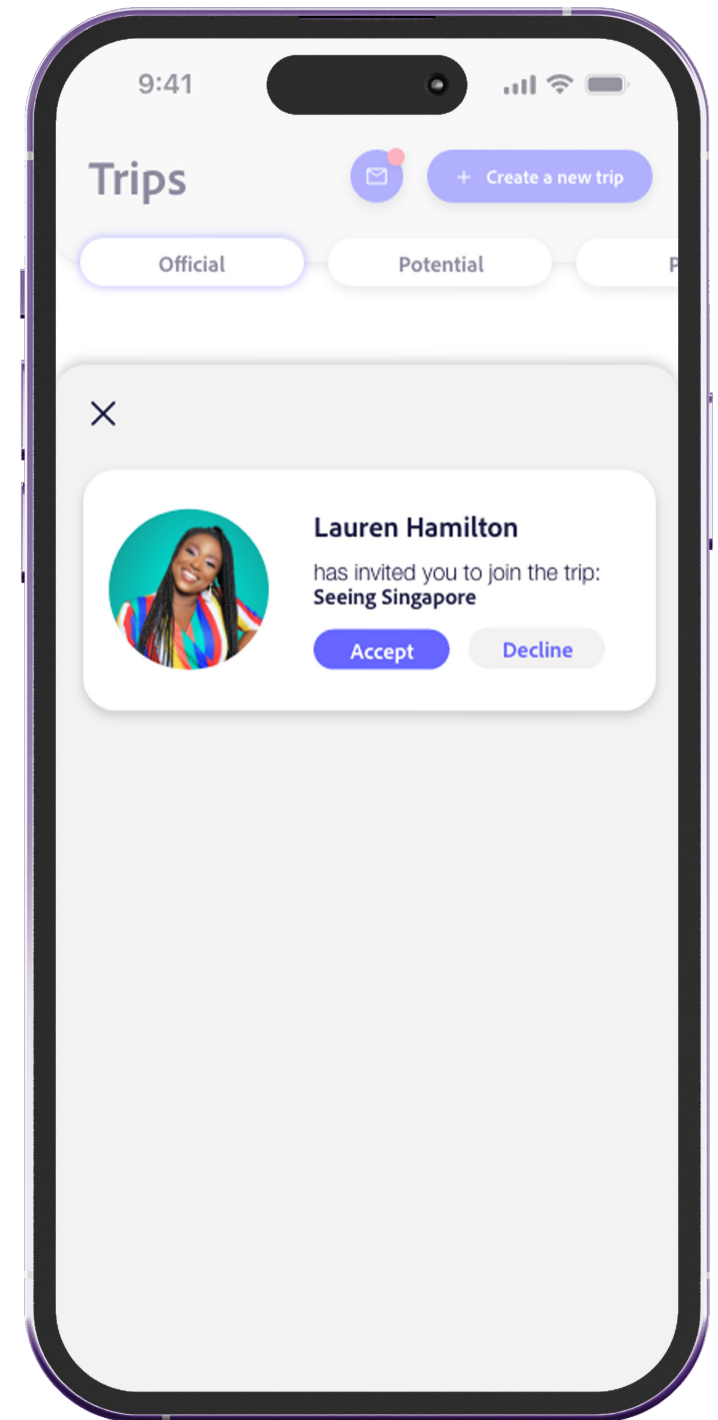 9:41
Trips
+ Create a new trip
Official
Potential
P
Lauren Hamilton
has invited you to join the trip:
Seeing Singapore
Accept
Decline